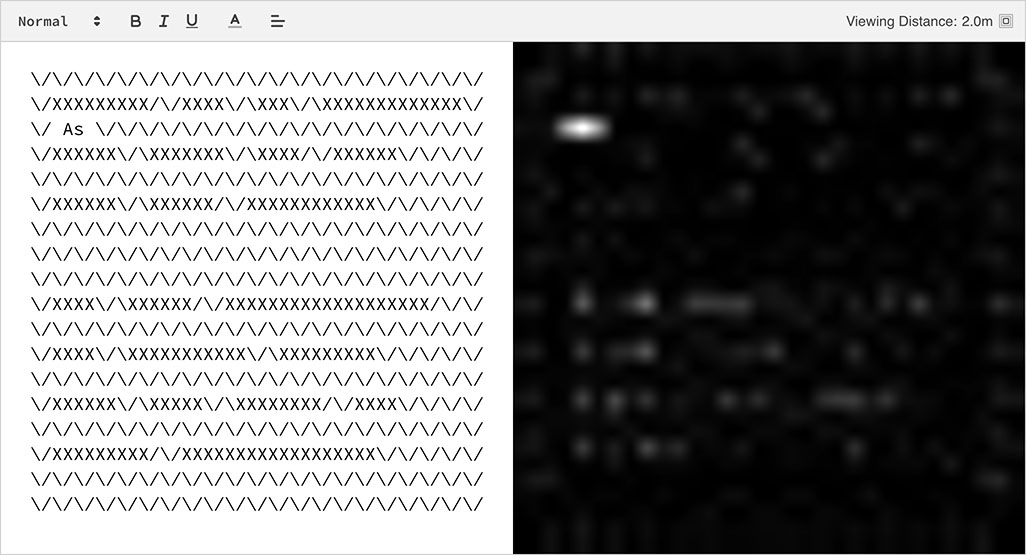 Normal B I U A Viewing Distance: 2.0m
\/\/\/\/\/\/\/\/\/\/\/\/\/\/\/\/\/\/\/\/\/
\/XXXXXXXXX/\/XXXX\/\XXX\/\XXXXXXXXXXXXX\/
\/ As \/\/\/\/\/\/\/\/\/\/\/\/\/\/\/\/\/\/
\/XXXXXX\/\XXXXXXX\/\XXXX/\/XXXXXX\/\/\/\/
\/\/\/\/\/\/\/\/\/\/\/\/\/\/\/\/\/\/\/\/\/
\/XXXXXX\/\XXXXXX/\/XXXXXXXXXXXX\/\/\/\/\/
\/\/\/\/\/\/\/\/\/\/\/\/\/\/\/\/\/\/\/\/\/
\/\/\/\/\/\/\/\/\/\/\/\/\/\/\/\/\/\/\/\/\/
\/\/\/\/\/\/\/\/\/\/\/\/\/\/\/\/\/\/\/\/\/
\/XXXX\/\XXXXXX/\/XXXXXXXXXXXXXXXXXXX/\/\/
\/\/\/\/\/\/\/\/\/\/\/\/\/\/\/\/\/\/\/\/\/
\/XXXX\/\XXXXXXXXXXX\/\XXXXXXXXX\/\/\/\/\/
\/\/\/\/\/\/\/\/\/\/\/\/\/\/\/\/\/\/\/\/\/
\/XXXXXX\/\XXXXX\/\XXXXXXXX/\/XXXX\/\/\/\/
\/\/\/\/\/\/\/\/\/\/\/\/\/\/\/\/\/\/\/\/\/
\/XXXXXXXXX/\/XXXXXXXXXXXXXXXXXX\/\/\/\/\/
\/\/\/\/\/\/\/\/\/\/\/\/\/\/\/\/\/\/\/\/\/
\/\/\/\/\/\/\/\/\/\/\/\/\/\/\/\/\/\/\/\/\/